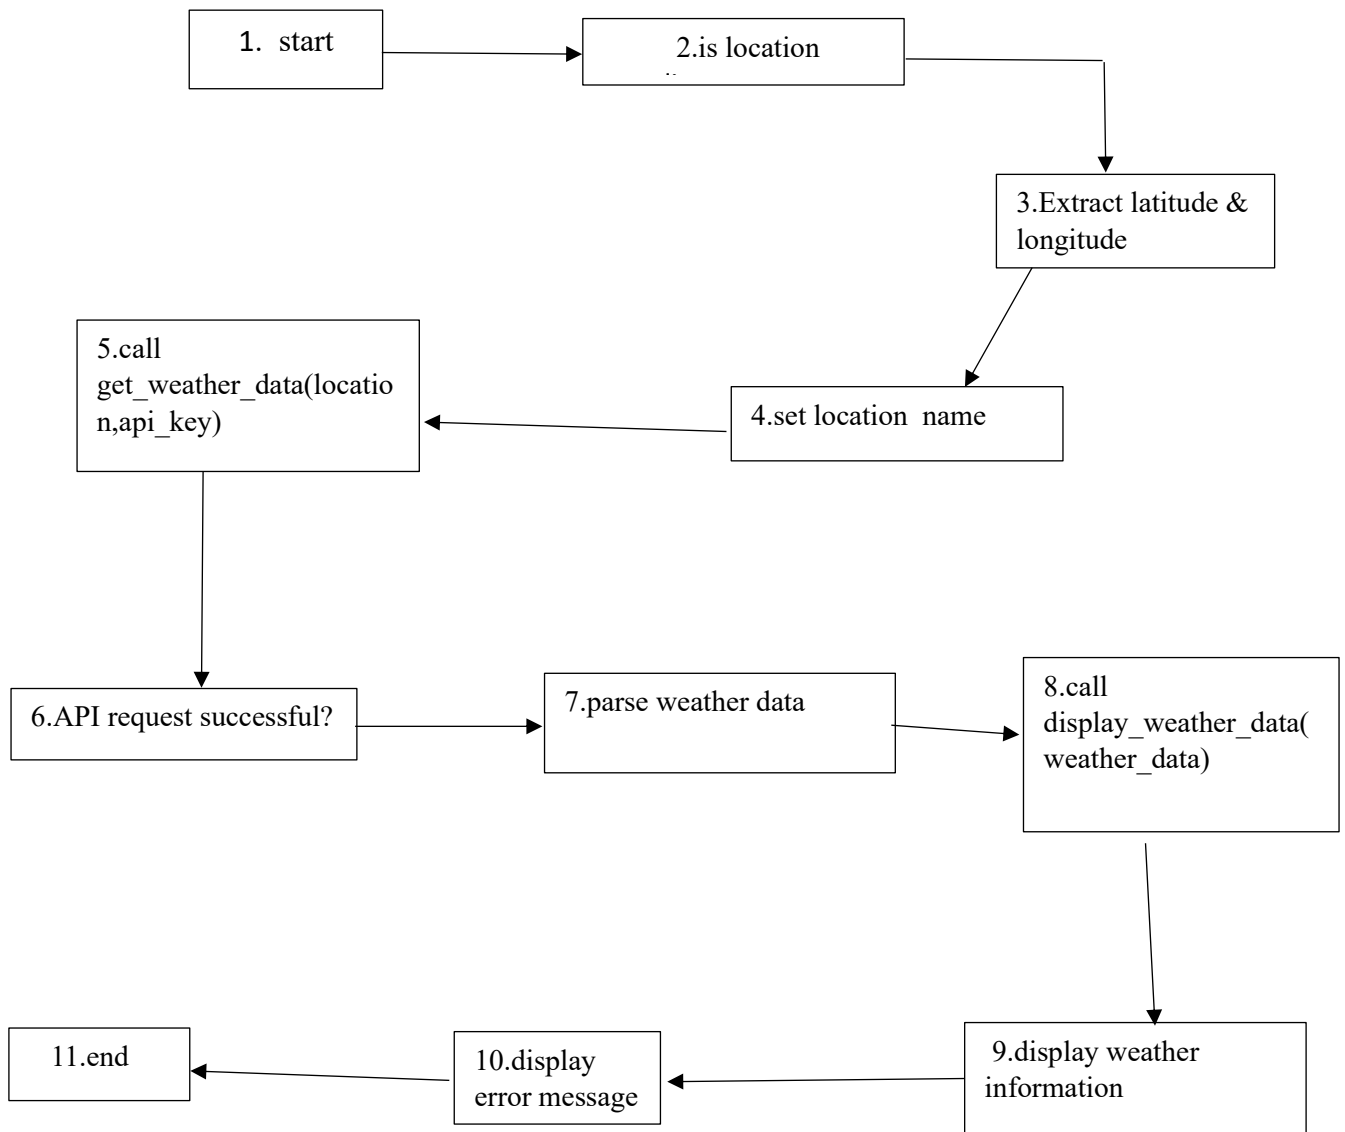 1. start
2.is location
3.Extract latitude &
longitude
4.set location name
5.call
get_weather_data(locatio
n,api_key)
6.API request successful?
7.parse weather data
8.call
display_weather_data(
weather_data)
9.display weather
information
10.display
error message
11.end